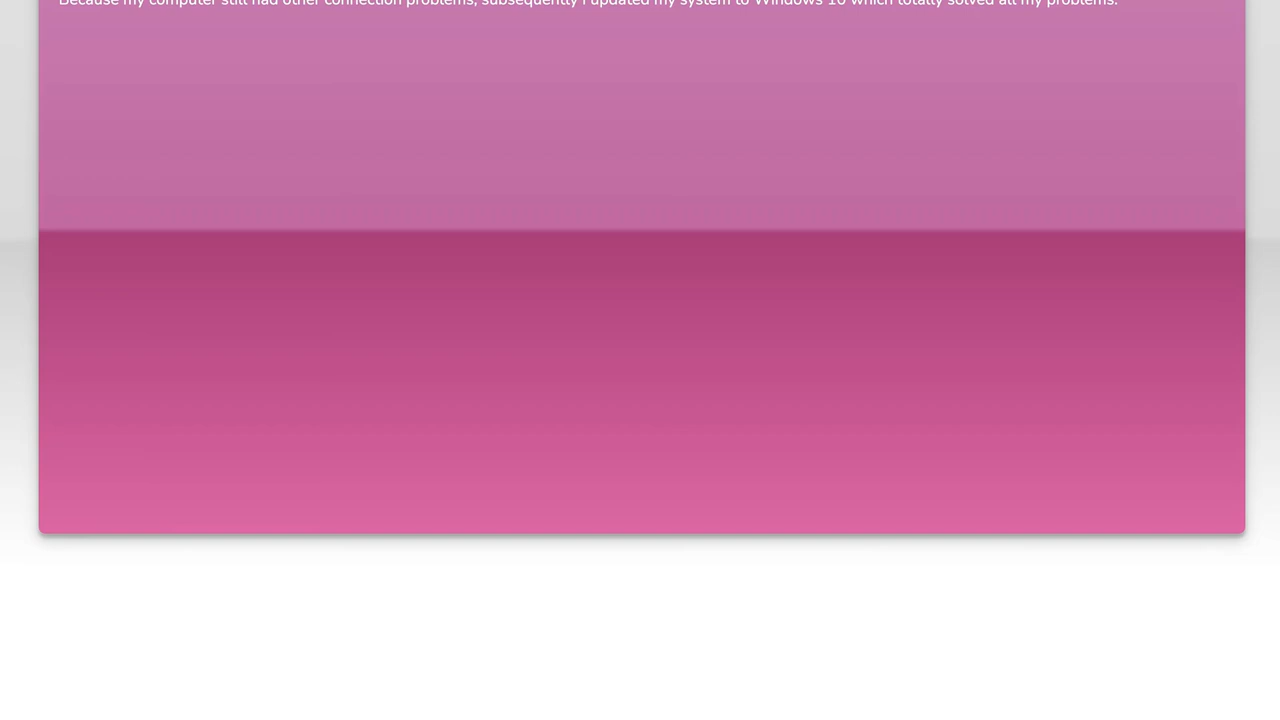 Because my computer still had other connection problems, subsequently I updated my system to Windows 10 which totally solved all my problems.